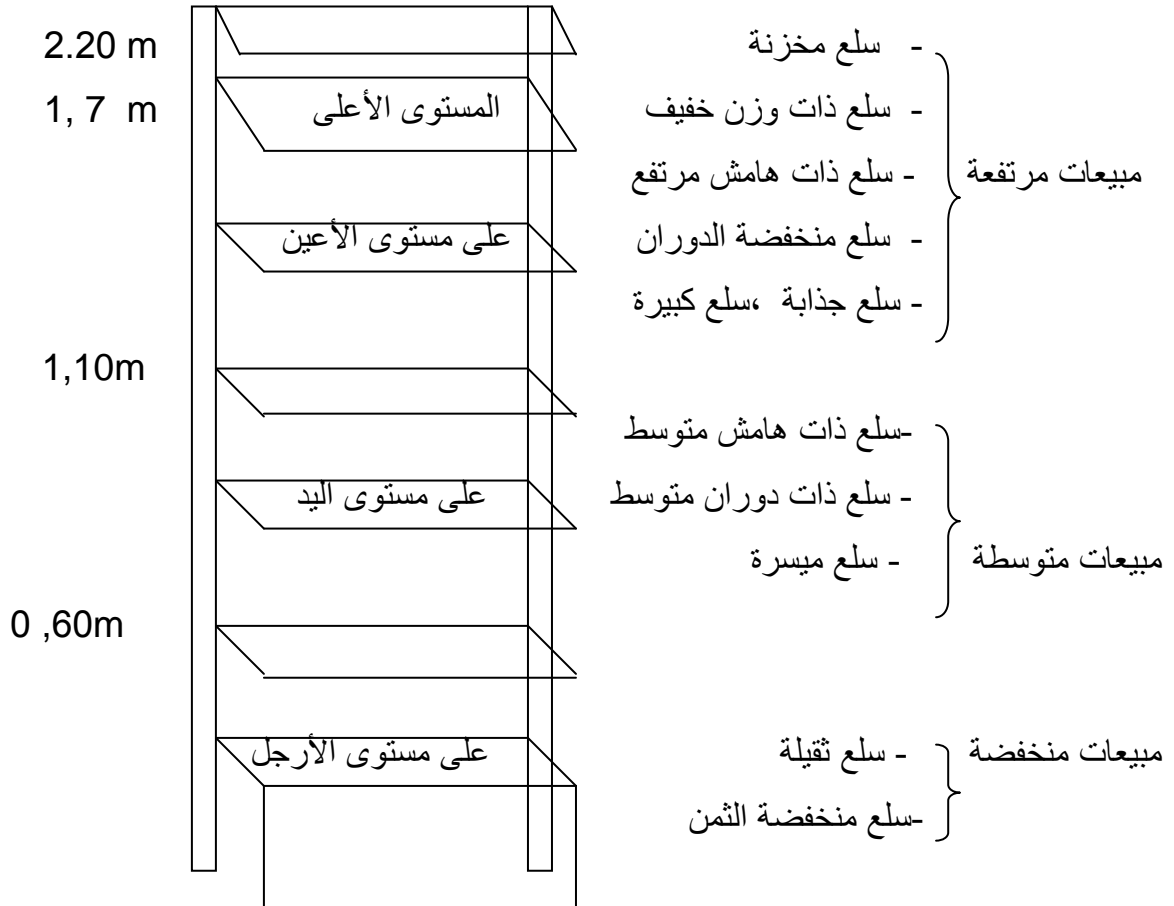 2.20 m
- سلع مخزنة
1, 7 m
المستوى الأعلى
- سلع ذات وزن خفيف
مبيعات مرتفعة
- سلع ذات هامش مرتفع
على مستوى الأعين
- سلع منخفضة الدوران
- سلع جذابة ،سلع كبيرة
1,10m
-سلع ذات هامش متوسط
على مستوى اليد
- سلع ذات دوران متوسط
مبيعات متوسطة
- سلع ميسرة
0 ,60m
على مستوى الأرجل
مبيعات منخفضة
- سلع ثقيلة
-سلع منخفضة الثمن